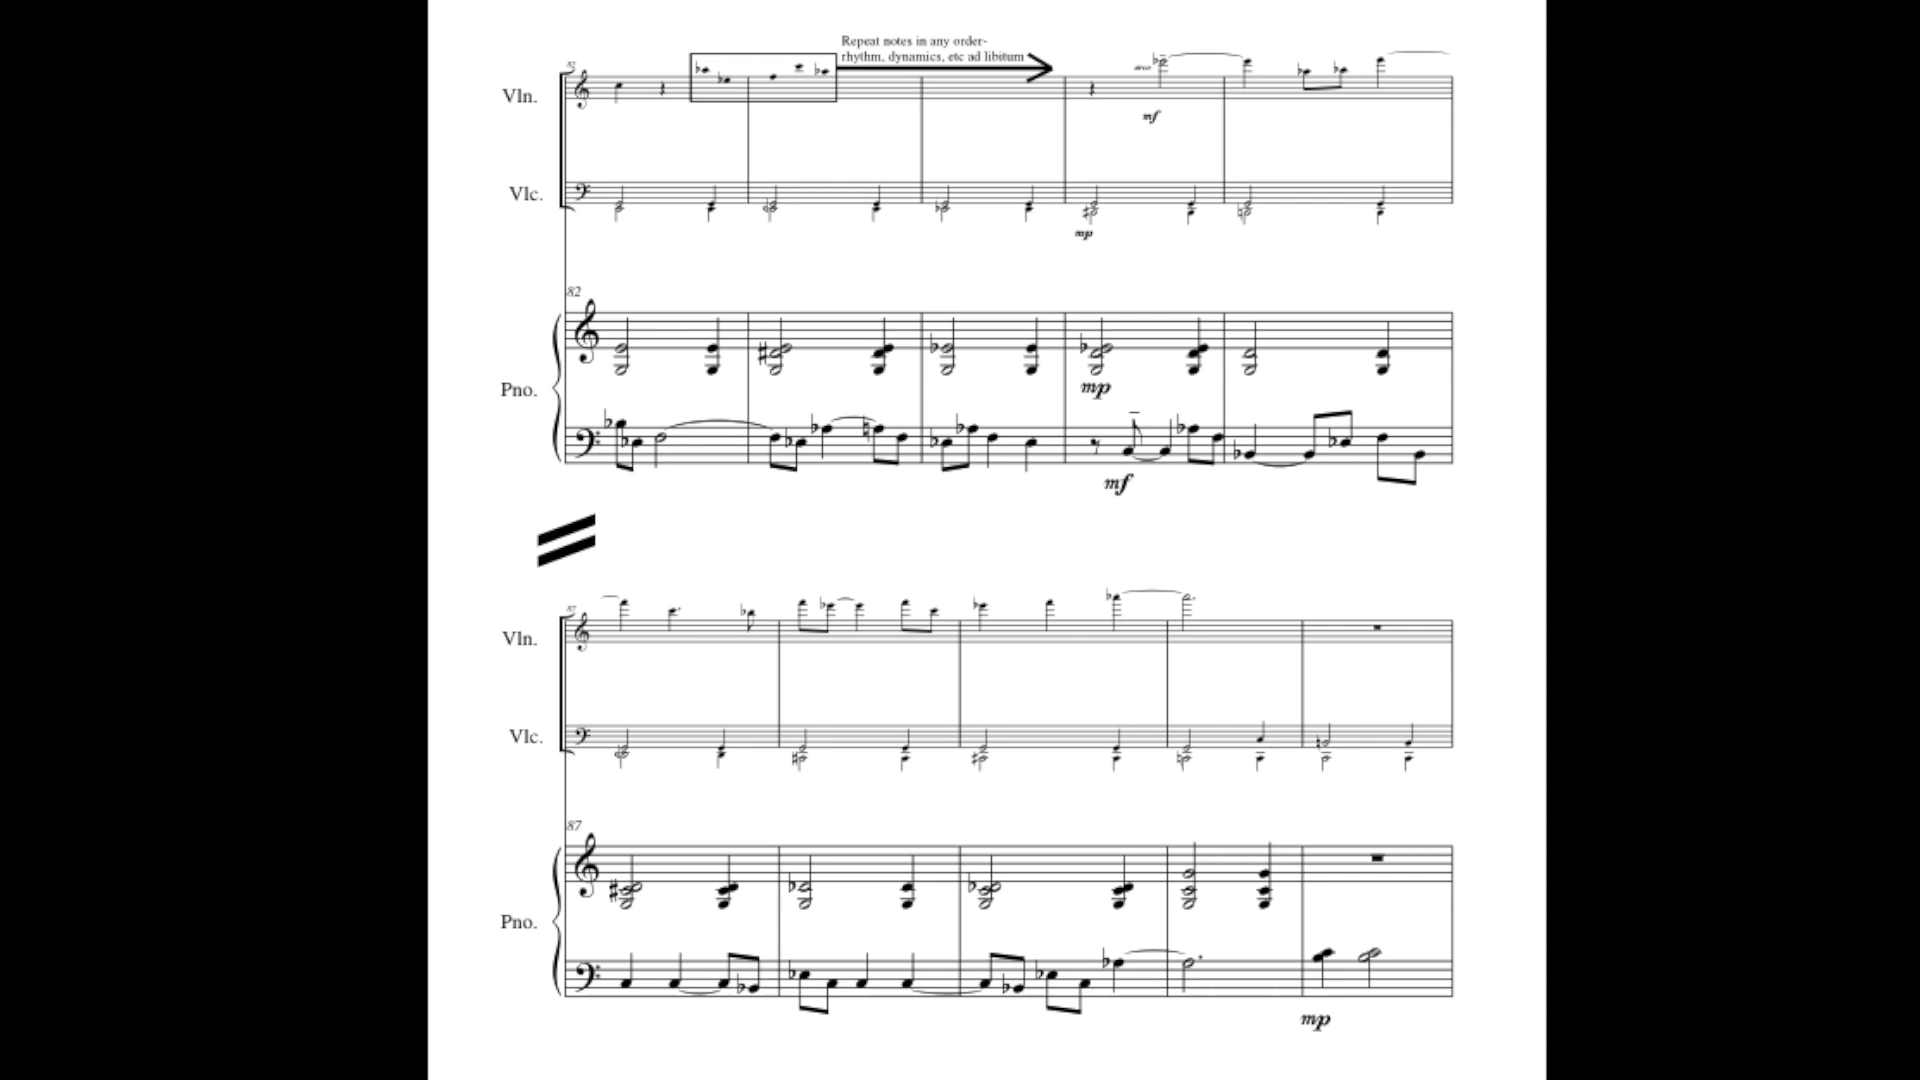 Repeat notes in any order-
rhythm, dynamics, etc ad libitum
82
Vln.
arco
mf
Vlc.
mp
82
Pno.
mp
mf
87
Vln.
Vlc.
87
Pno.
mp